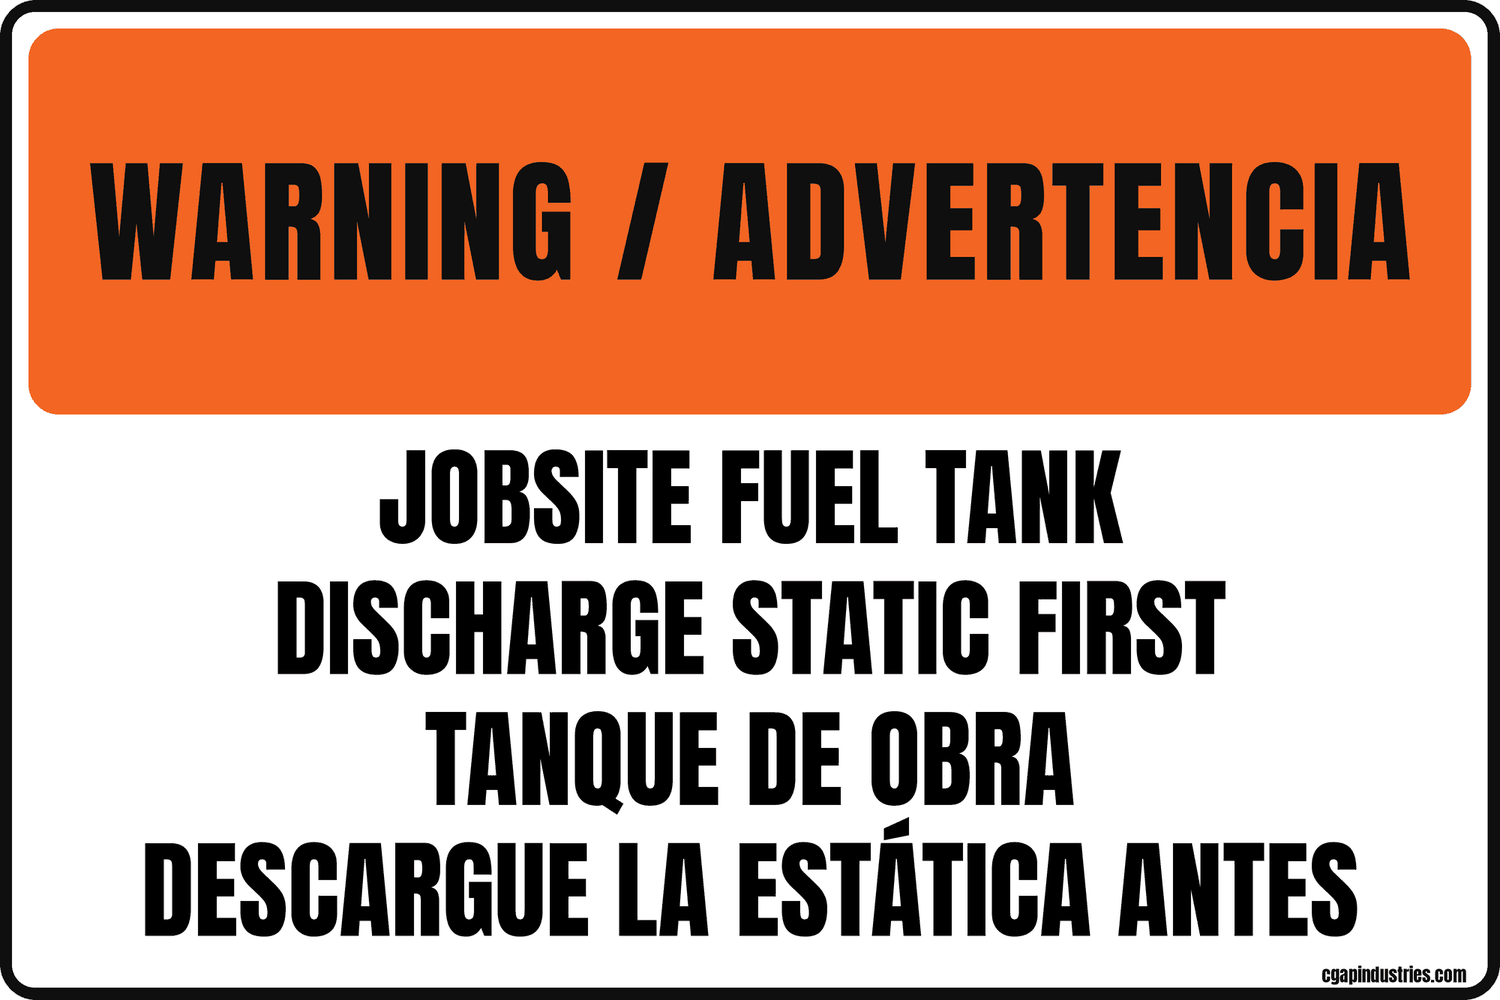 WARNING / ADVERTENCIA
JOBSITE FUEL TANK
DISCHARGE STATIC FIRST
TANQUE DE OBRA
DESCARGUE LA ESTÁTICA ANTES
cgapindustries.com